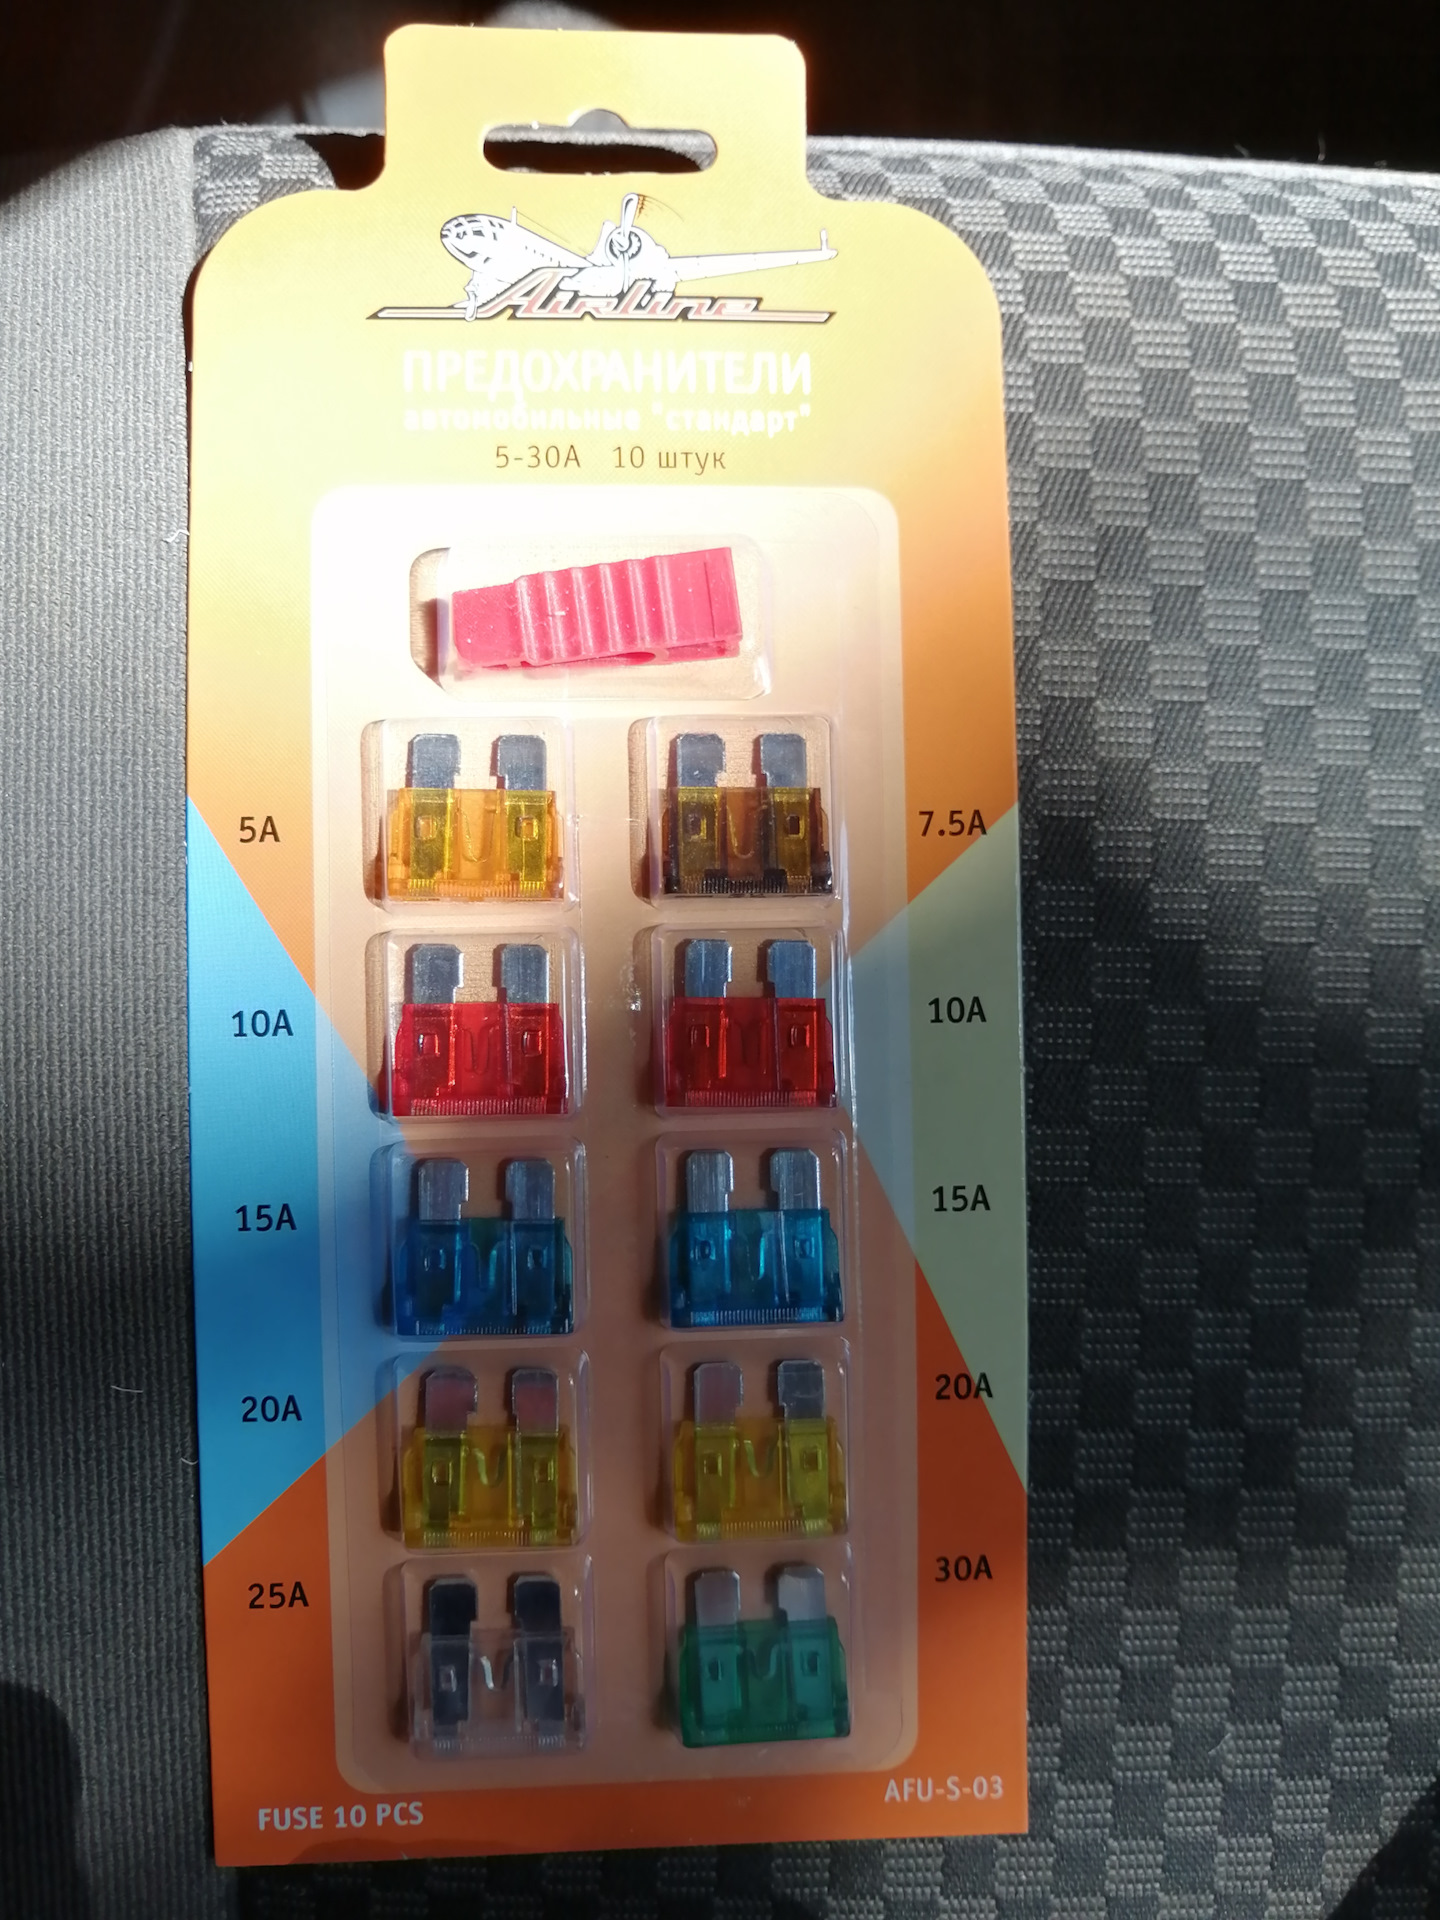 Airline
ПРЕДОХРАНИТЕЛИ
автомобильные "стандарт"
5-30А 10 штук
5A 7.5A
10A 10A
15A 15A
20A 20A
25A 30A
FUSE 10 PCS AFU-S-03